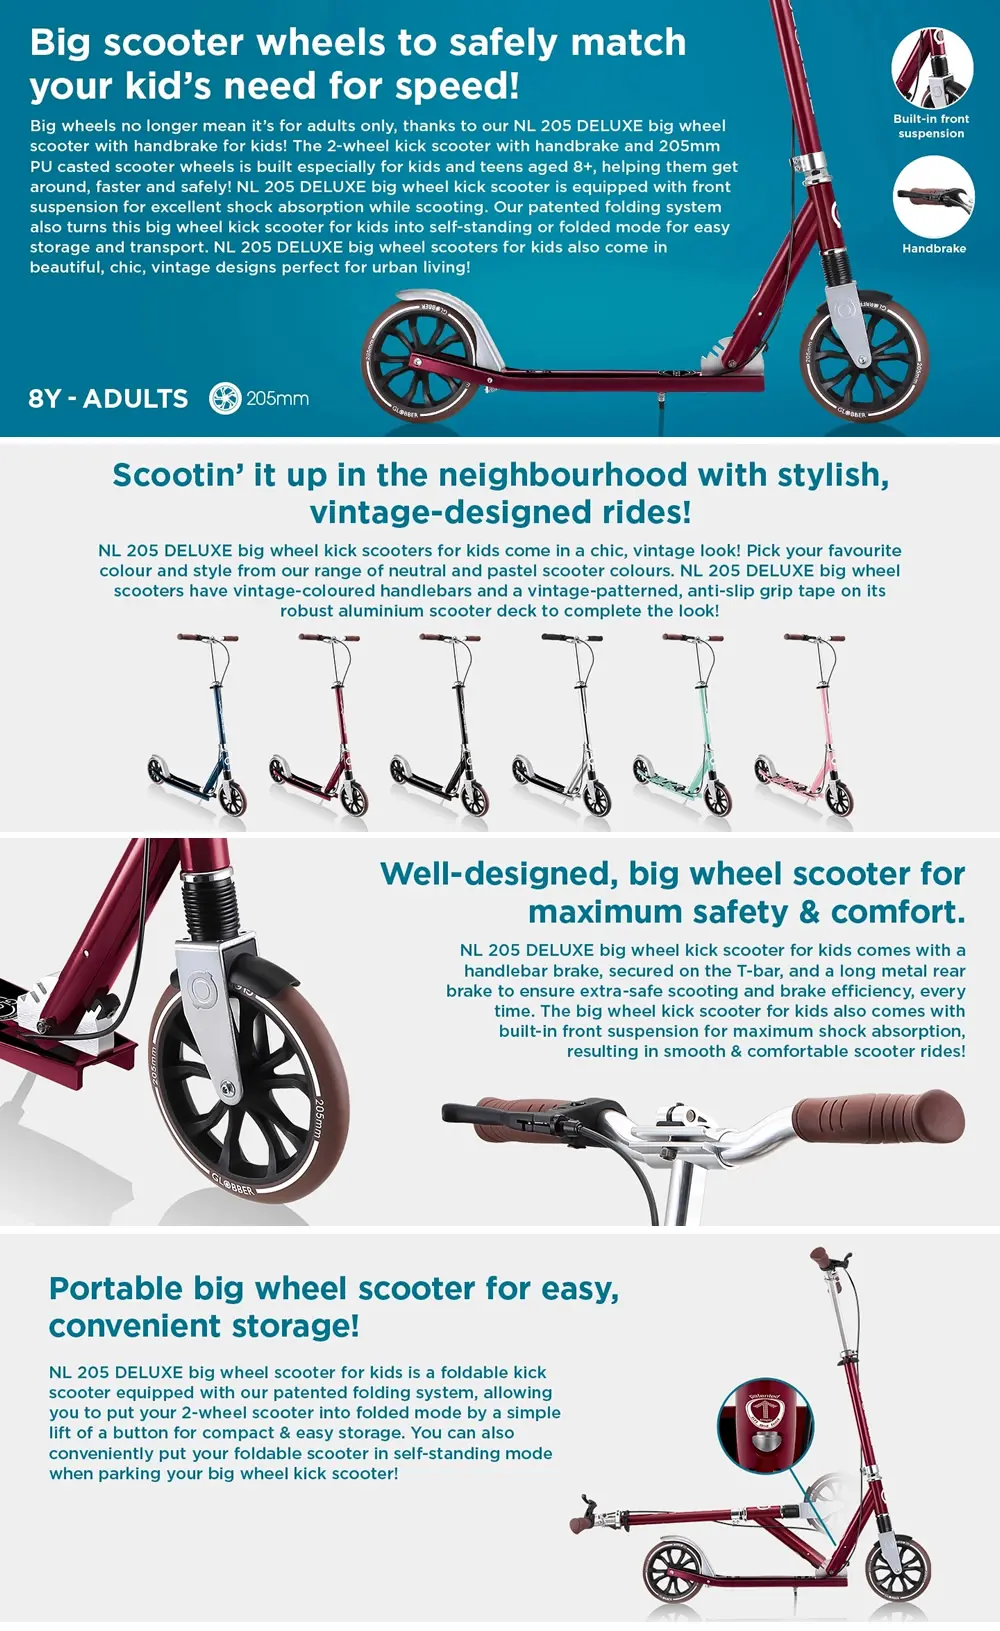 Big scooter wheels to safely match
your kid's need for speed!
Big wheels no longer mean it's for adults only, thanks to our NL 205 DELUXE big wheel
scooter with handbrake for kids! The 2-wheel kick scooter with handbrake and 205mm
PU casted scooter wheels is built especially for kids and teens aged 8+, helping them get
around, faster and safely! NL 205 DELUXE big wheel kick scooter is equipped with front
suspension for excellent shock absorption while scooting. Our patented folding system
also turns this big wheel kick scooter for kids into self-standing or folded mode for easy
storage and transport. NL 205 DELUXE big wheel scooters for kids also come in
beautiful, chic, vintage designs perfect for urban living!
Built-in front
suspension
Handbrake
8Y - ADULTS
205mm
GLOBBER
205mm
GLOBBER
205mm
Scootin' it up in the neighbourhood with stylish,
vintage-designed rides!
NL 205 DELUXE big wheel kick scooters for kids come in a chic, vintage look! Pick your favourite
colour and style from our range of neutral and pastel scooter colours. NL 205 DELUXE big wheel
scooters have vintage-coloured handlebars and a vintage-patterned, anti-slip grip tape on its
robust aluminium scooter deck to complete the look!
Well-designed, big wheel scooter for
maximum safety & comfort.
NL 205 DELUXE big wheel kick scooter for kids comes with a
handlebar brake, secured on the T-bar, and a long metal rear
brake to ensure extra-safe scooting and brake efficiency, every
time. The big wheel kick scooter for kids also comes with
built-in front suspension for maximum shock absorption,
resulting in smooth & comfortable scooter rides!
205mm
205mm
GLOBBER
Portable big wheel scooter for easy,
convenient storage!
NL 205 DELUXE big wheel scooter for kids is a foldable kick
scooter equipped with our patented folding system, allowing
you to put your 2-wheel scooter into folded mode by a simple
lift of a button for compact & easy storage. You can also
conveniently put your foldable scooter in self-standing mode
when parking your big wheel kick scooter!
Patented